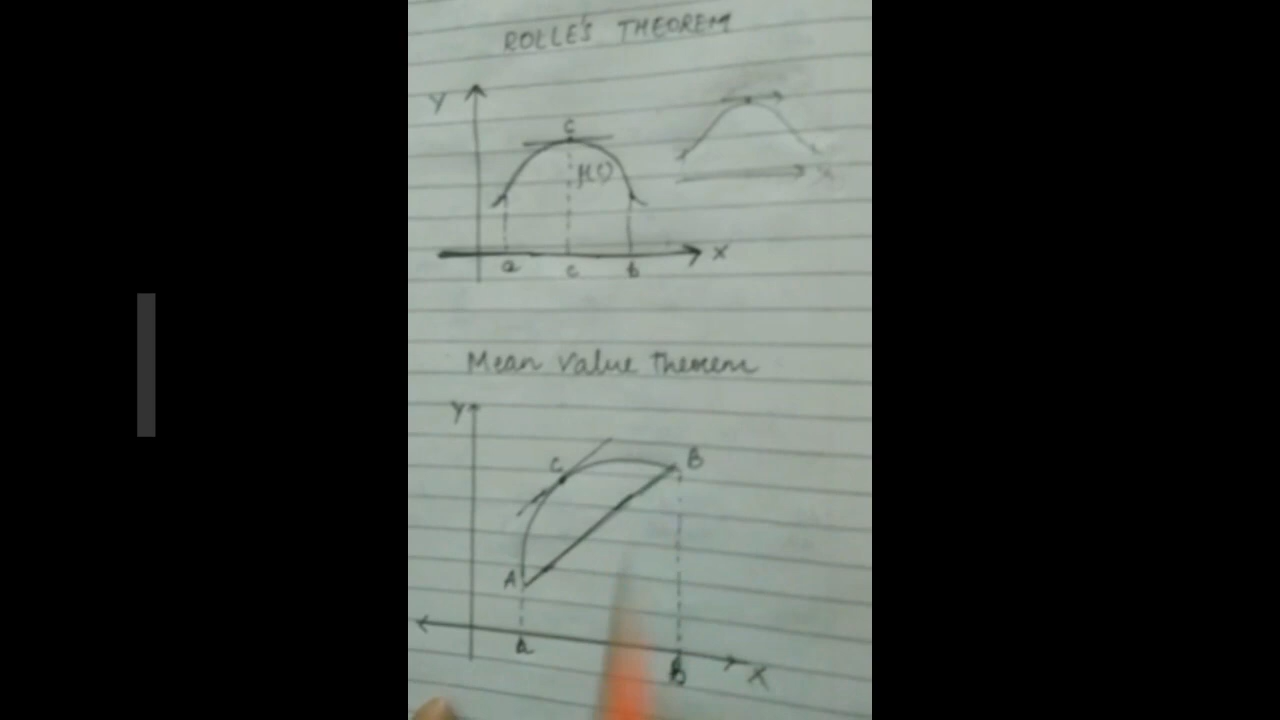 ROLLE'S THEOREM
Y
C
f(c)
X
a c b
Mean Value Theorem
Y
C B
A
a
B X